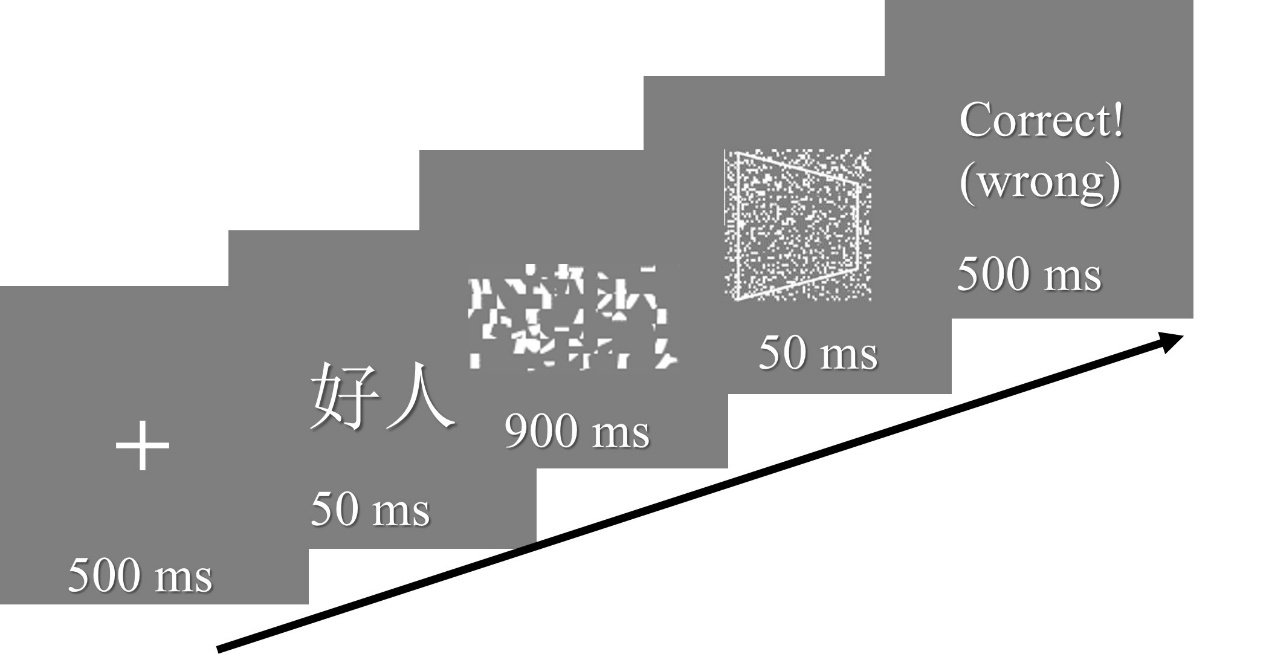 500 ms
好人
50 ms
900 ms
50 ms
Correct!
(wrong)
500 ms